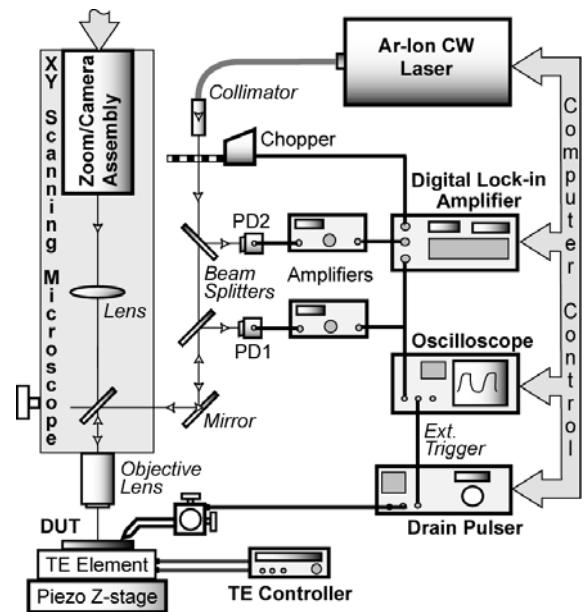 XY Scanning Microscope
Zoom/Camera
Assembly
Ar-Ion CW
Laser
Collimator
Chopper
Computer Control
Digital Lock-in
Amplifier
PD2
Beam
Splitters
Amplifiers
Lens
PD1
Oscilloscope
Mirror
Ext.
Trigger
Objective
Lens
Drain Pulser
DUT
TE Element
TE Controller
Piezo Z-stage